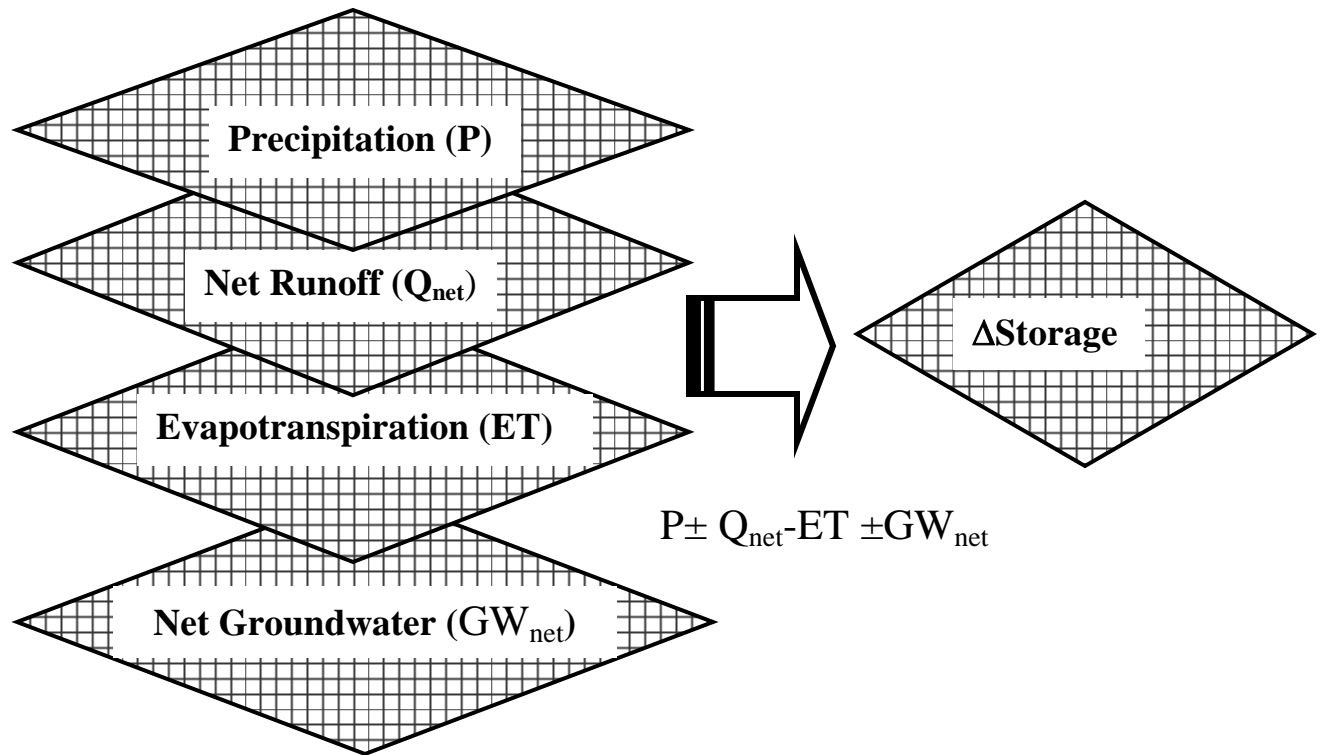 Precipitation (P)
Net Runoff (Qnet)
ΔStorage
Evapotranspiration (ET)
P± Qnet-ET ±GWnet
Net Groundwater (GWnet)